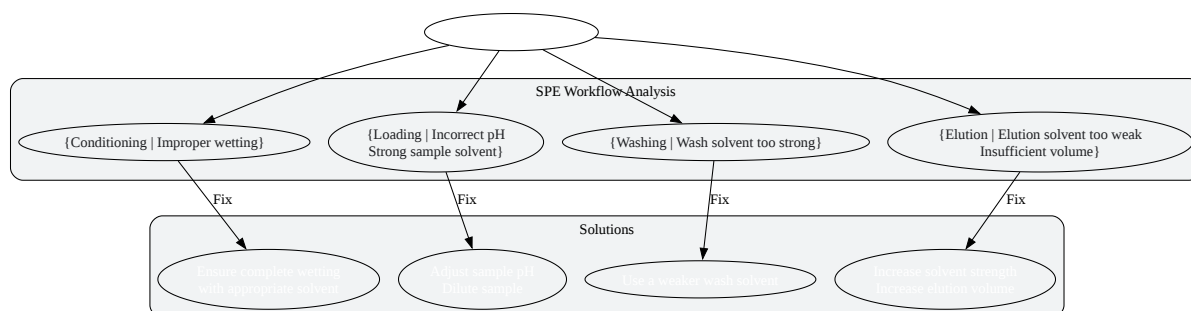 SPE Workflow Analysis
{Conditioning | Improper wetting}
{Loading | Incorrect pH
Strong sample solvent}
{Washing | Wash solvent too strong}
{Elution | Elution solvent too weak
Insufficient volume}
Fix
Fix
Fix
Fix
Solutions
Ensure complete wetting
with appropriate solvent
Adjust sample pH
Dilute sample
Use a weaker wash solvent
Increase solvent strength
Increase elution volume